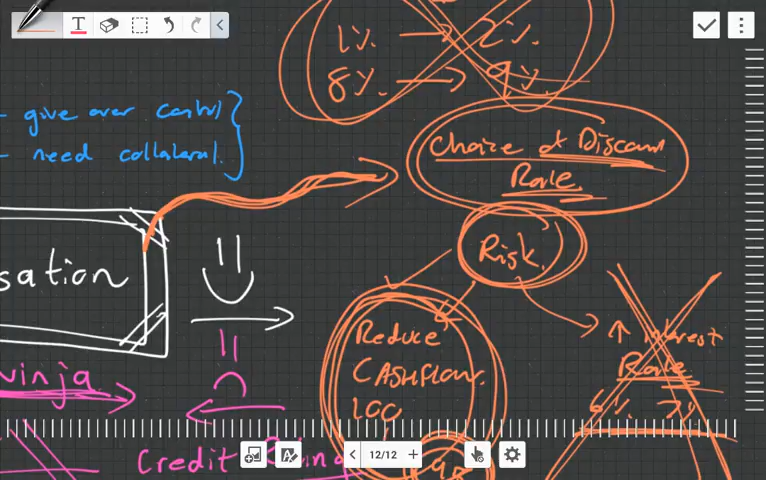 T
1% → 2%
8% → 9%
- give over control
- need collateral.
Choice of Discount
Rate
Risk.
sation
Reduce
CASHFLOW.
100
↑ interest
Rate
6% 7%
ninja
Credit
12/12